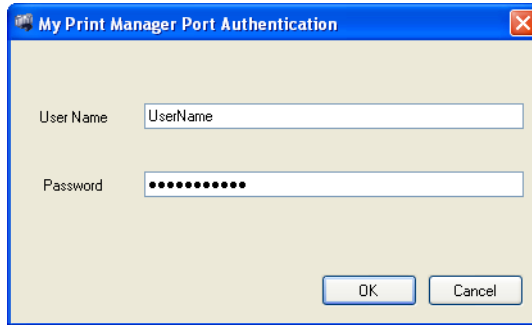 My Print Manager Port Authentication
User Name
UserName
Password
●●●●●●●●●●●
OK
Cancel